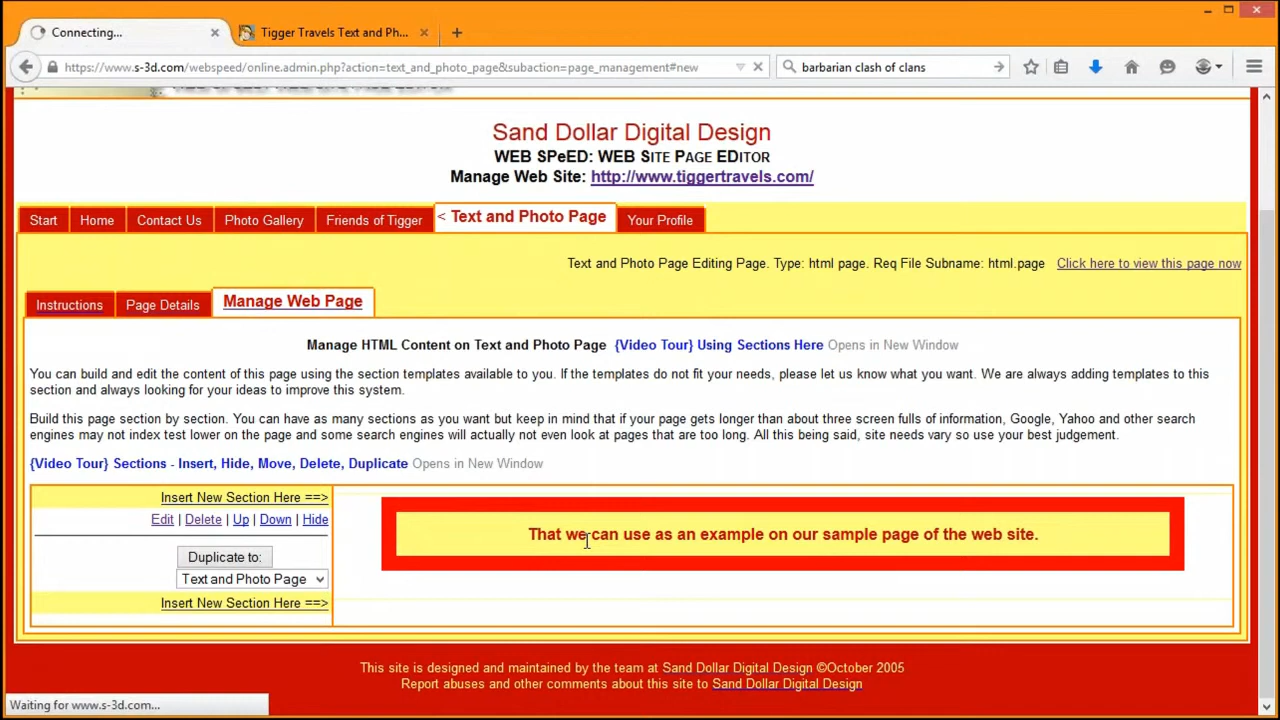 Connecting...
Tigger Travels Text and Ph...
https://www.s-3d.com/webspeed/online.admin.php?action=text_and_photo_page&subaction=page_management#new
barbarian clash of clans
Sand Dollar Digital Design
WEB SPeED: WEB SITE PAGE EDITOR
Manage Web Site: http://www.tiggertravels.com/
Start
Home
Contact Us
Photo Gallery
Friends of Tigger
< Text and Photo Page
Your Profile
Text and Photo Page Editing Page. Type: html page. Req File Subname: html.page Click here to view this page now
Instructions
Page Details
Manage Web Page
Manage HTML Content on Text and Photo Page {Video Tour} Using Sections Here Opens in New Window
You can build and edit the content of this page using the section templates available to you. If the templates do not fit your needs, please let us know what you want. We are always adding templates to this
section and always looking for your ideas to improve this system.
Build this page section by section. You can have as many sections as you want but keep in mind that if your page gets longer than about three screen fulls of information, Google, Yahoo and other search
engines may not index test lower on the page and some search engines will actually not even look at pages that are too long. All this being said, site needs vary so use your best judgement.
{Video Tour} Sections - Insert, Hide, Move, Delete, Duplicate Opens in New Window
Insert New Section Here ==>
Edit | Delete | Up | Down | Hide
Duplicate to:
Text and Photo Page
Insert New Section Here ==>
That we can use as an example on our sample page of the web site.
This site is designed and maintained by the team at Sand Dollar Digital Design ©October 2005
Report abuses and other comments about this site to Sand Dollar Digital Design
Waiting for www.s-3d.com...